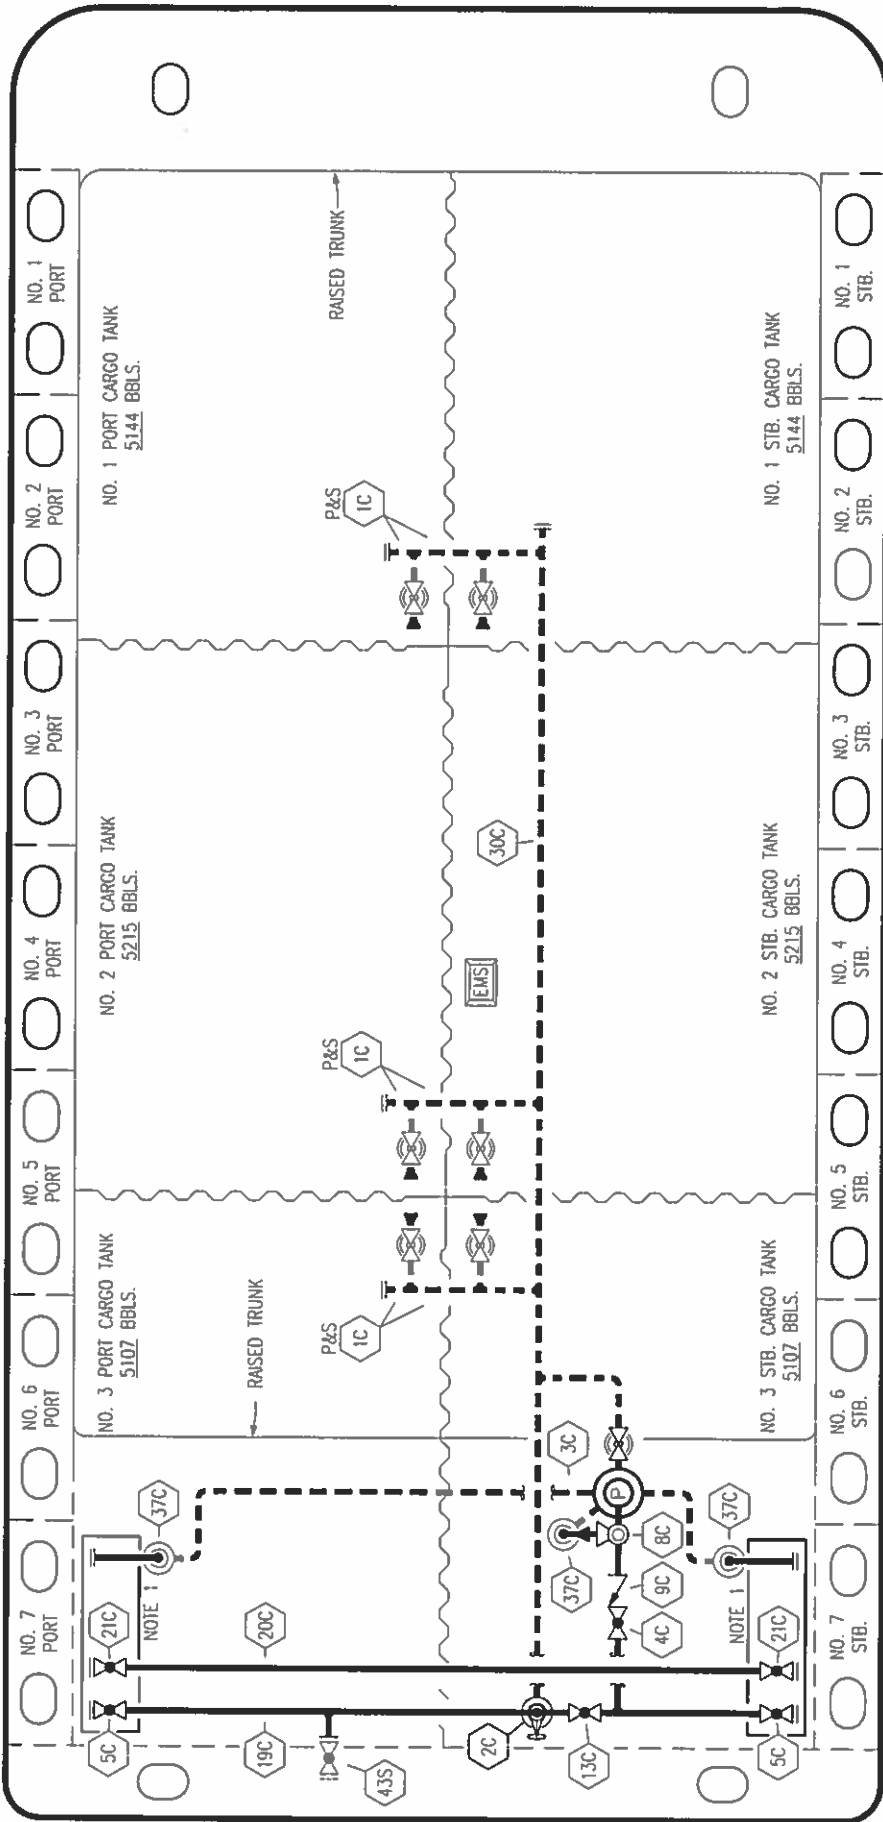 NO. 1
PORT
NO. 2
PORT
NO. 3
PORT
NO. 4
PORT
NO. 5
PORT
NO. 6
PORT
NO. 7
PORT
NO. 1 PORT CARGO TANK
5144 BBLS.
NO. 2 PORT CARGO TANK
5215 BBLS.
NO. 3 PORT CARGO TANK
5107 BBLS.
RAISED TRUNK
RAISED TRUNK
P&S
1C
P&S
1C
P&S
1C
30C
EMS
37C
21C
NOTE 1
20C
5C
19C
43S
2C
13C
3C
P
37C
8C
9C
4C
37C
NOTE 1
21C
5C
NO. 1 STB. CARGO TANK
5144 BBLS.
NO. 2 STB. CARGO TANK
5215 BBLS.
NO. 3 STB. CARGO TANK
5107 BBLS.
NO. 1
STB.
NO. 2
STB.
NO. 3
STB.
NO. 4
STB.
NO. 5
STB.
NO. 6
STB.
NO. 7
STB.